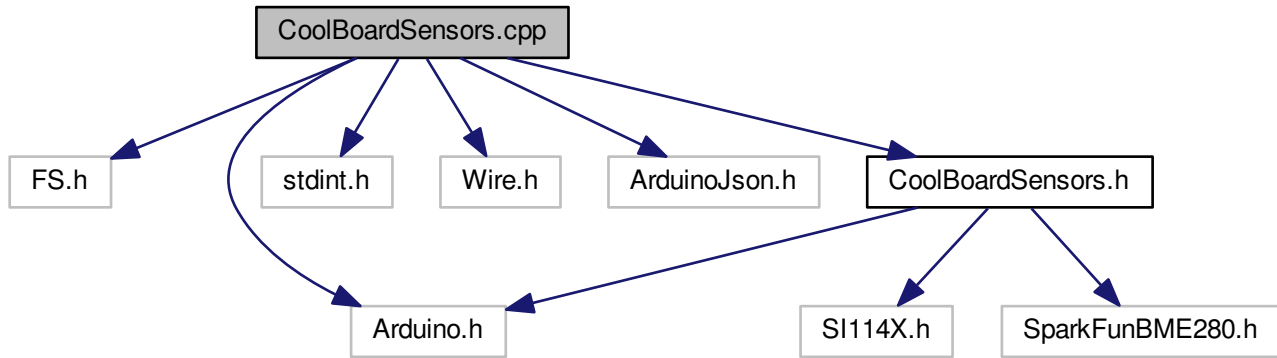 CoolBoardSensors.cpp
FS.h
stdint.h
Wire.h
ArduinoJson.h
CoolBoardSensors.h
Arduino.h
SI114X.h
SparkFunBME280.h